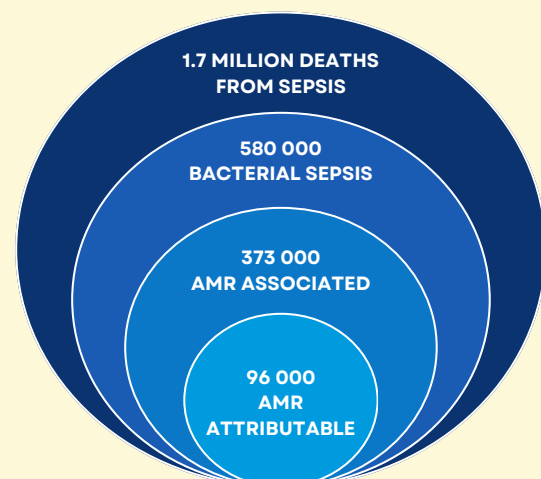 1.7 MILLION DEATHS
FROM SEPSIS
580 000
BACTERIAL SEPSIS
373 000
AMR ASSOCIATED
96 000
AMR
ATTRIBUTABLE